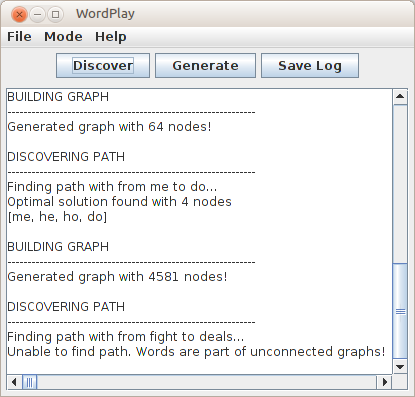 WordPlay
File Mode Help
Discover Generate Save Log
BUILDING GRAPH
--------------------------------------------------------------
Generated graph with 64 nodes!
DISCOVERING PATH
--------------------------------------------------------------
Finding path with from me to do...
Optimal solution found with 4 nodes
[me, he, ho, do]
BUILDING GRAPH
--------------------------------------------------------------
Generated graph with 4581 nodes!
DISCOVERING PATH
--------------------------------------------------------------
Finding path with from fight to deals...
Unable to find path. Words are part of unconnected graphs!